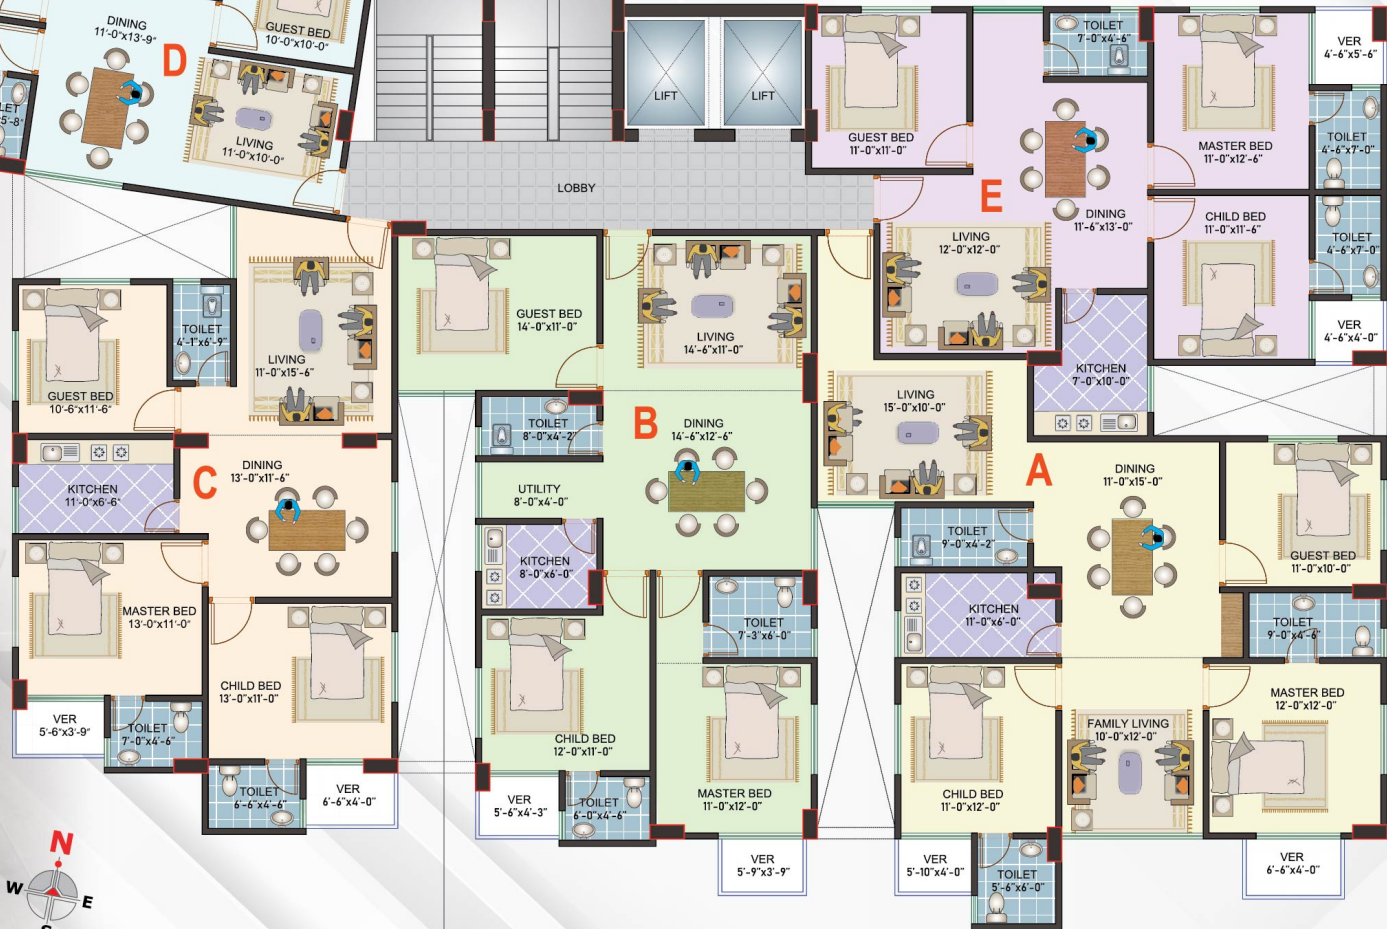 DINING
11'-0"x13'-9"
D
GUEST BED
10'-0"x10'-0"
LIVING
11'-0"x10'-0"
LIFT
LIFT
LOBBY
GUEST BED
11'-0"x11'-0"
TOILET
7'-0"x4'-6"
MASTER BED
11'-0"x12'-6"
VER
4'-6"x5'-6"
TOILET
4'-6"x7'-0"
E
DINING
11'-6"x13'-0"
CHILD BED
11'-0"x11'-6"
TOILET
4'-6"x7'-0"
LIVING
12'-0"x12'-0"
VER
4'-6"x4'-0"
KITCHEN
7'-0"x10'-0"
TOILET
4'-1"x6'-9"
LIVING
11'-0"x15'-6"
GUEST BED
10'-6"x11'-6"
C
DINING
13'-0"x11'-6"
KITCHEN
11'-0"x6'-6"
MASTER BED
13'-0"x11'-0"
CHILD BED
13'-0"x11'-0"
VER
5'-6"x3'-9"
TOILET
7'-0"x4'-6"
TOILET
6'-6"x4'-6"
VER
6'-6"x4'-0"
GUEST BED
14'-0"x11'-0"
LIVING
14'-6"x11'-0"
B
TOILET
8'-0"x4'-2"
DINING
14'-6"x12'-6"
UTILITY
8'-0"x4'-0"
KITCHEN
8'-0"x6'-0"
TOILET
7'-3"x6'-0"
CHILD BED
12'-0"x11'-0"
MASTER BED
11'-0"x12'-0"
VER
5'-6"x4'-3"
TOILET
6'-0"x4'-6"
VER
5'-9"x3'-9"
LIVING
15'-0"x10'-0"
A
DINING
11'-0"x15'-0"
TOILET
9'-0"x4'-2"
GUEST BED
11'-0"x10'-0"
KITCHEN
11'-0"x6'-0"
TOILET
9'-0"x4'-6"
MASTER BED
12'-0"x12'-0"
FAMILY LIVING
10'-0"x12'-0"
CHILD BED
11'-0"x12'-0"
VER
5'-10"x4'-0"
TOILET
5'-6"x6'-0"
VER
6'-6"x4'-0"
N
W
E